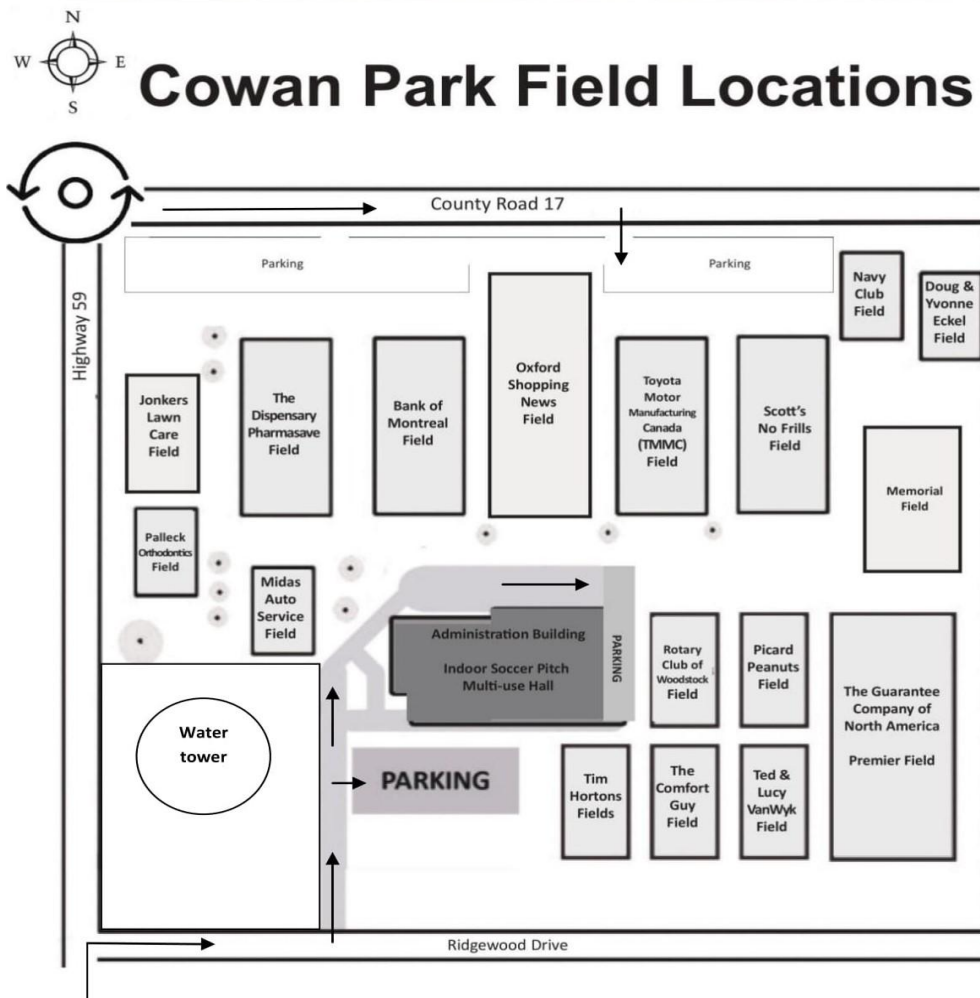 N
W E
S
Cowan Park Field Locations
County Road 17
Highway 59
Parking
Parking
Navy
Club
Field
Doug &
Yvonne
Eckel
Field
Jonkers
Lawn
Care
Field
The
Dispensary
Pharmasave
Field
Bank of
Montreal
Field
Oxford
Shopping
News
Field
Toyota
Motor
Manufacturing
Canada
(TMMC)
Field
Scott's
No Frills
Field
Memorial
Field
Palleck
Orthodontics
Field
Midas
Auto
Service
Field
Administration Building
Indoor Soccer Pitch
Multi-use Hall
PARKING
Rotary
Club of
Woodstock
Field
Picard
Peanuts
Field
The Guarantee
Company of
North America
Premier Field
Water
tower
PARKING
Tim
Hortons
Fields
The
Comfort
Guy
Field
Ted &
Lucy
VanWyk
Field
Ridgewood Drive